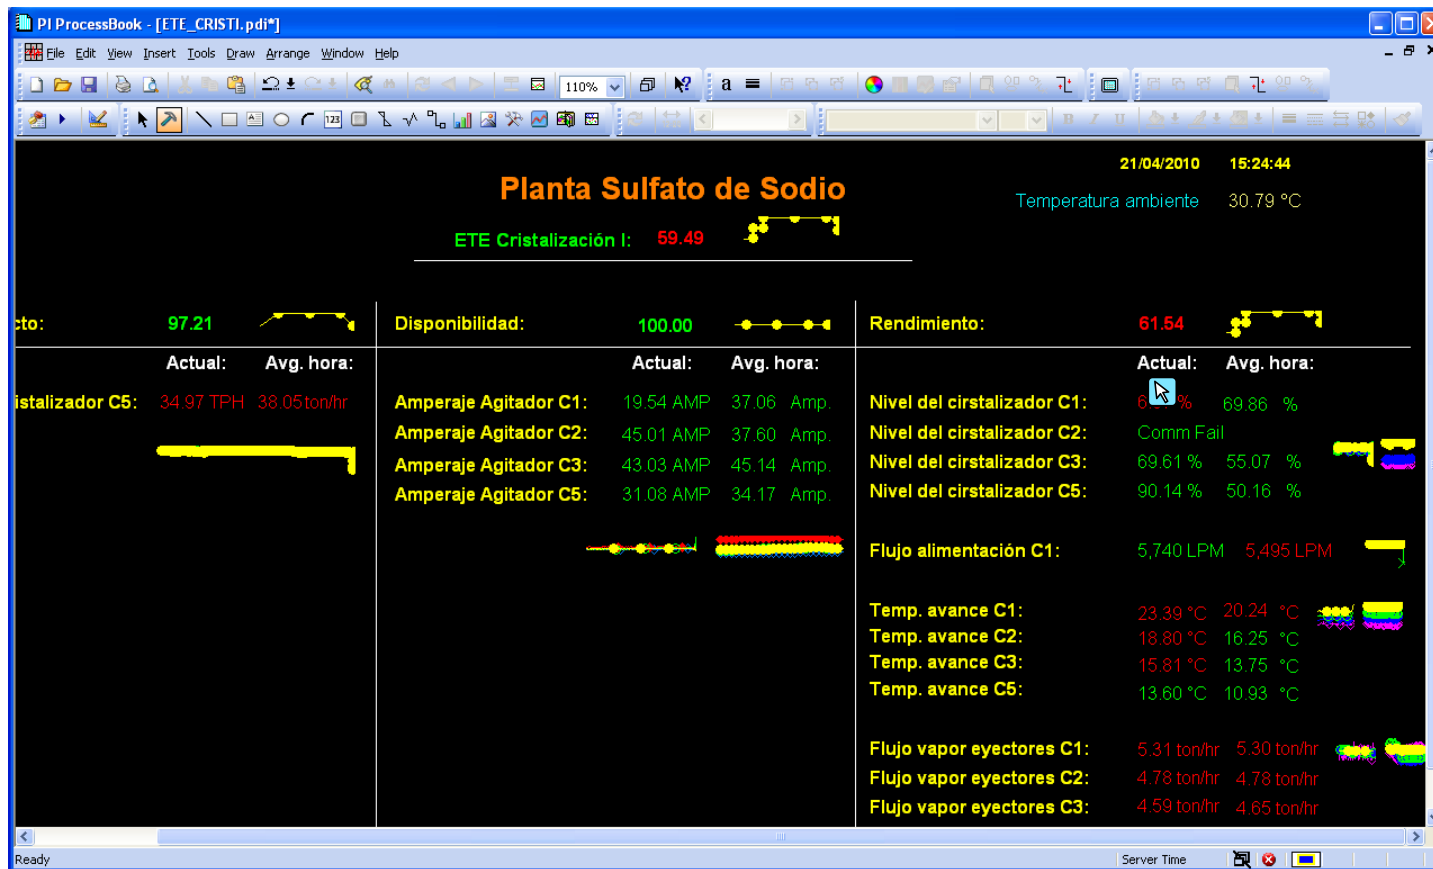 PI ProcessBook - [ETE_CRISTI.pdi*]
File Edit View Insert Tools Draw Arrange Window Help
110%
a
123
B I U
21/04/2010 15:24:44
Planta Sulfato de Sodio
Temperatura ambiente 30.79 °C
ETE Cristalización I: 59.49
cto: 97.21 Disponibilidad: 100.00 Rendimiento: 61.54
Actual: Avg. hora: Actual: Avg. hora: Actual: Avg. hora:
istalizador C5: 34.97 TPH 38.05 ton/hr Amperaje Agitador C1: 19.54 AMP 37.06 Amp. Nivel del cirstalizador C1: % 69.86 %
Amperaje Agitador C2: 45.01 AMP 37.60 Amp. Nivel del cirstalizador C2: Comm Fail
Amperaje Agitador C3: 43.03 AMP 45.14 Amp. Nivel del cirstalizador C3: 69.61 % 55.07 %
Amperaje Agitador C5: 31.08 AMP 34.17 Amp. Nivel del cirstalizador C5: 90.14 % 50.16 %
Flujo alimentación C1: 5,740 LPM 5,495 LPM
Temp. avance C1: 23.39 °C 20.24 °C
Temp. avance C2: 18.80 °C 16.25 °C
Temp. avance C3: 15.81 °C 13.75 °C
Temp. avance C5: 13.60 °C 10.93 °C
Flujo vapor eyectores C1: 5.31 ton/hr 5.30 ton/hr
Flujo vapor eyectores C2: 4.78 ton/hr 4.78 ton/hr
Flujo vapor eyectores C3: 4.59 ton/hr 4.65 ton/hr
Ready Server Time